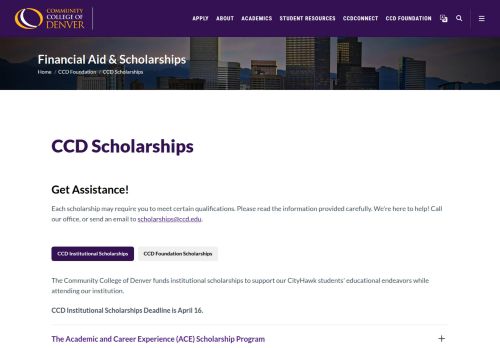 COMMUNITY
COLLEGE OF
DENVER
APPLY ABOUT ACADEMICS STUDENT RESOURCES CCDCONNECT CCD FOUNDATION
Financial Aid & Scholarships
Home / CCD Foundation / CCD Scholarships
CCD Scholarships
Get Assistance!
Each scholarship may require you to meet certain qualifications. Please read the information provided carefully. We're here to help! Call
our office, or send an email to scholarships@ccd.edu.
CCD Institutional Scholarships CCD Foundation Scholarships
The Community College of Denver funds institutional scholarships to support our CityHawk students' educational endeavors while
attending our institution.
CCD Institutional Scholarships Deadline is April 16.
The Academic and Career Experience (ACE) Scholarship Program +